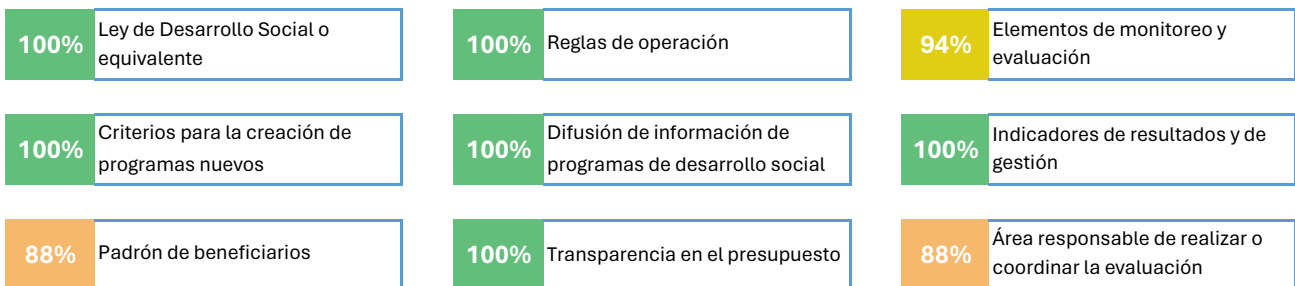 100%
Ley de Desarrollo Social o
equivalente
100%
Reglas de operación
94%
Elementos de monitoreo y
evaluación
100%
Criterios para la creación de
programas nuevos
100%
Difusión de información de
programas de desarrollo social
100%
Indicadores de resultados y de
gestión
88%
Padrón de beneficiarios
100%
Transparencia en el presupuesto
88%
Área responsable de realizar o
coordinar la evaluación